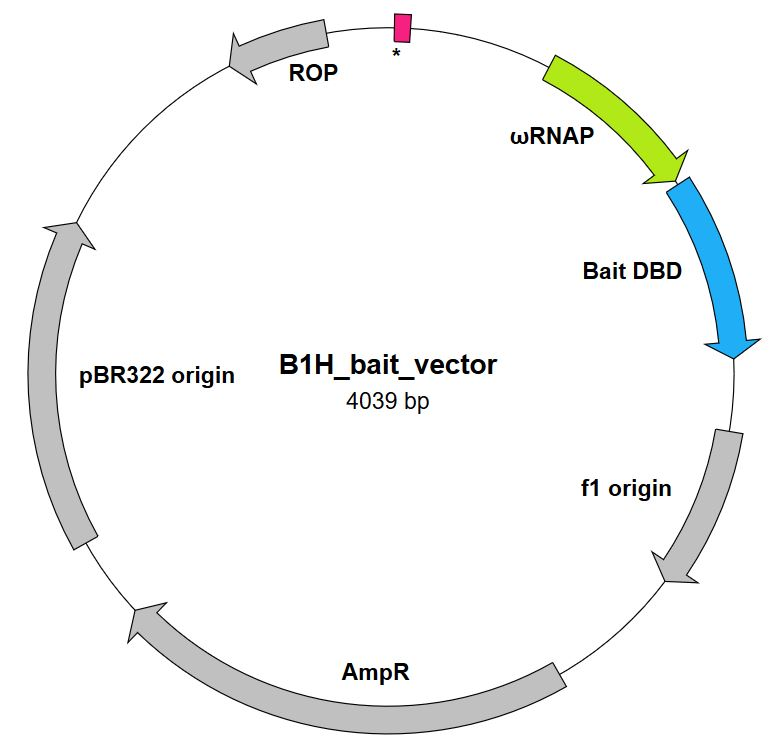 *
ROP
ωRNAP
Bait DBD
B1H_bait_vector
4039 bp
pBR322 origin
f1 origin
AmpR